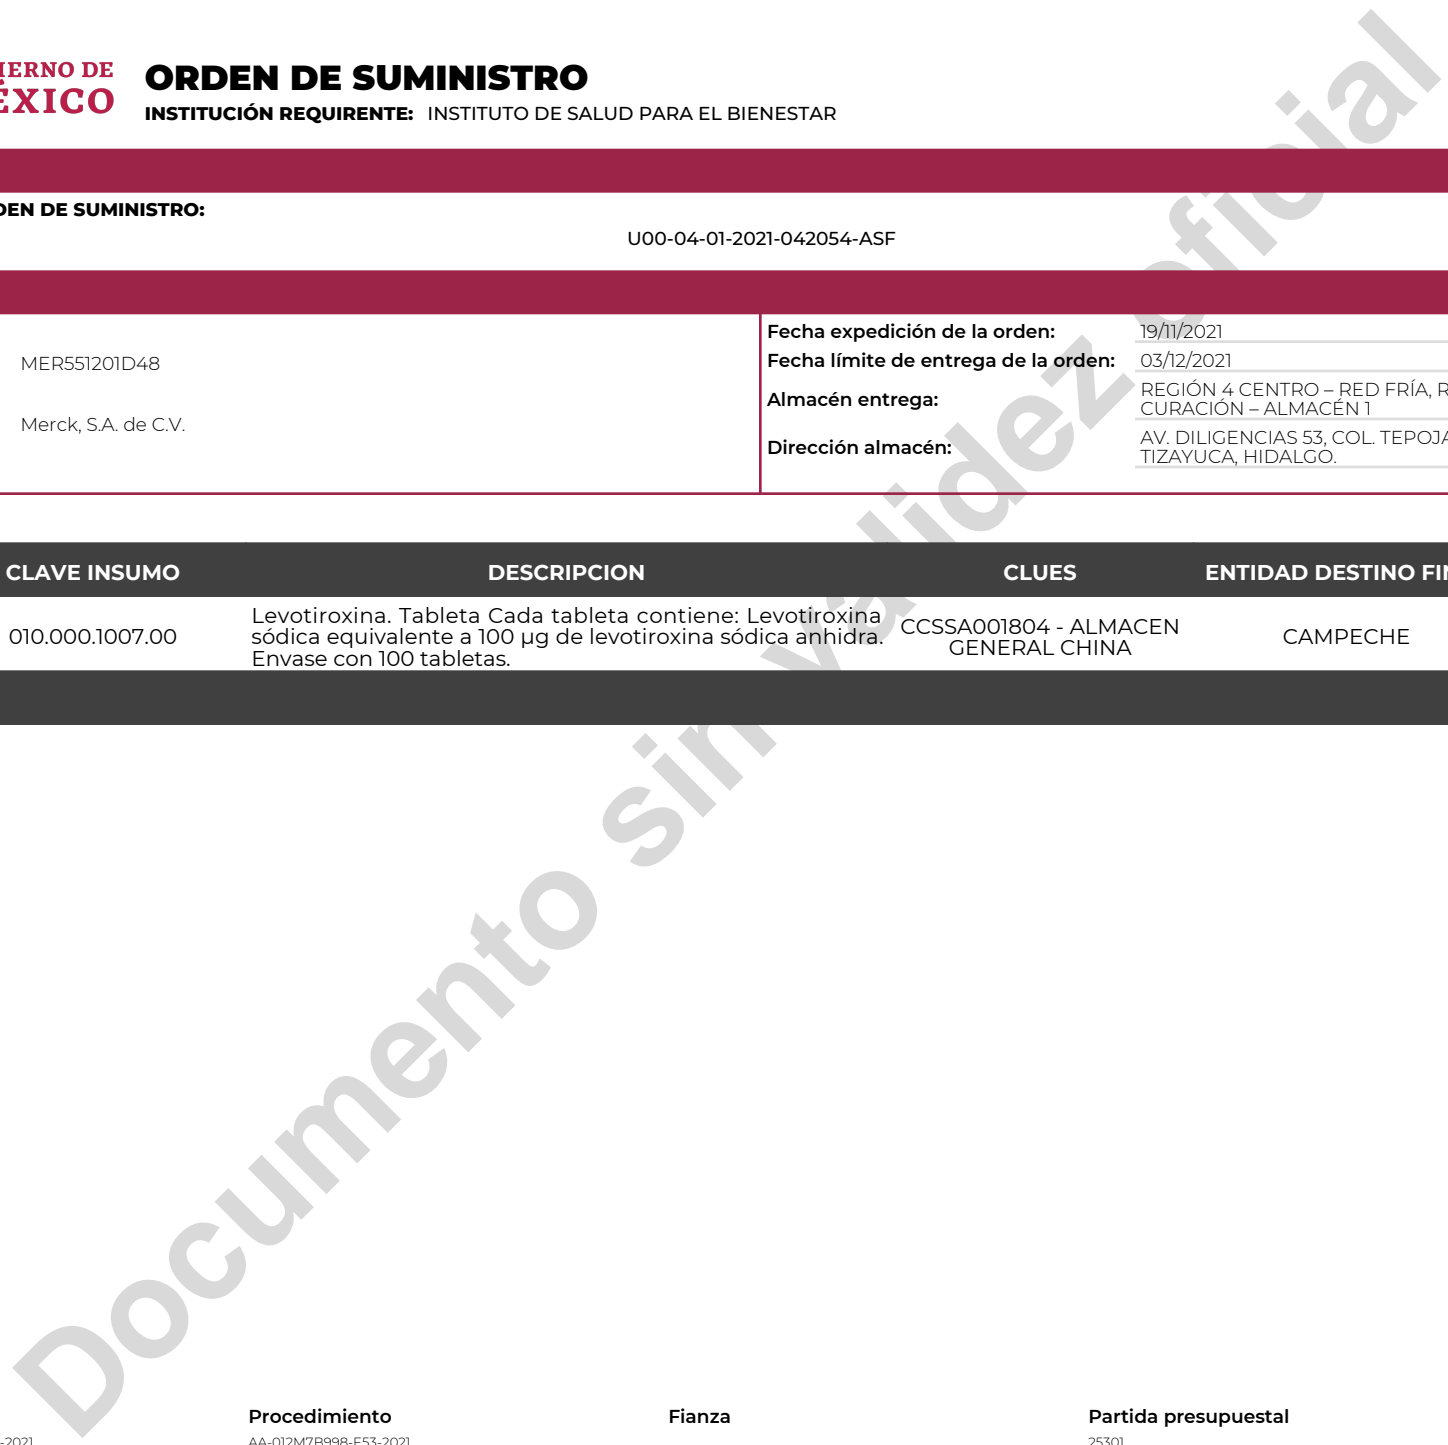 IERNO DE
ÉXICO
ORDEN DE SUMINISTRO
INSTITUCIÓN REQUIRENTE: INSTITUTO DE SALUD PARA EL BIENESTAR
DEN DE SUMINISTRO:
U00-04-01-2021-042054-ASF
MER551201D48
Merck, S.A. de C.V.
Fecha expedición de la orden: 19/11/2021
Fecha límite de entrega de la orden: 03/12/2021
Almacén entrega: REGIÓN 4 CENTRO – RED FRÍA, R
CURACIÓN – ALMACÉN 1
Dirección almacén: AV. DILIGENCIAS 53, COL. TEPOJA
TIZAYUCA, HIDALGO.
CLAVE INSUMO DESCRIPCION CLUES ENTIDAD DESTINO FIN
010.000.1007.00
Levotiroxina. Tableta Cada tableta contiene: Levotiroxina
sódica equivalente a 100 µg de levotiroxina sódica anhidra.
Envase con 100 tabletas.
CCSSA001804 - ALMACEN
GENERAL CHINA
CAMPECHE
Documento sin validez oficial
Procedimiento Fianza Partida presupuestal
-2021 AA-012M7B998-E53-2021 25301